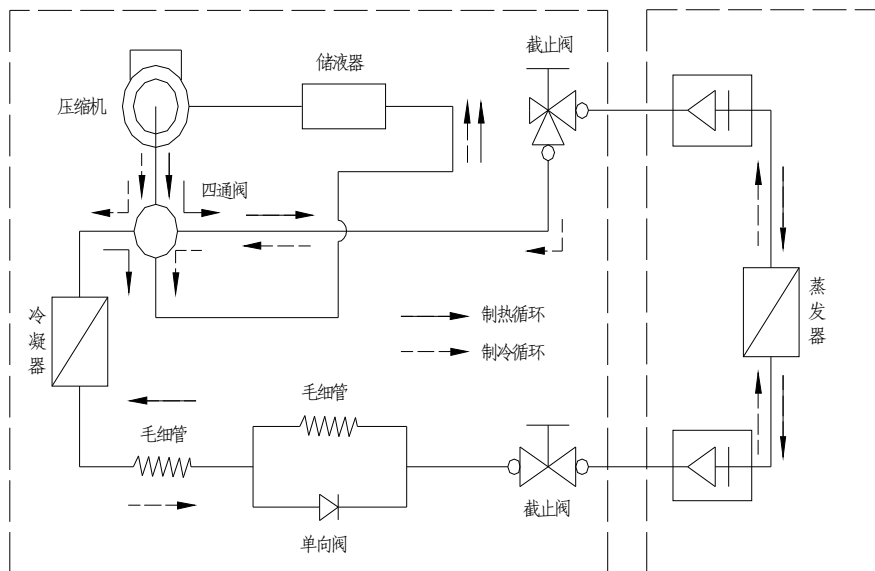 截止阀
储液器
压缩机
四通阀
冷凝器
制热循环
蒸发器
制冷循环
毛细管
毛细管
截止阀
单向阀